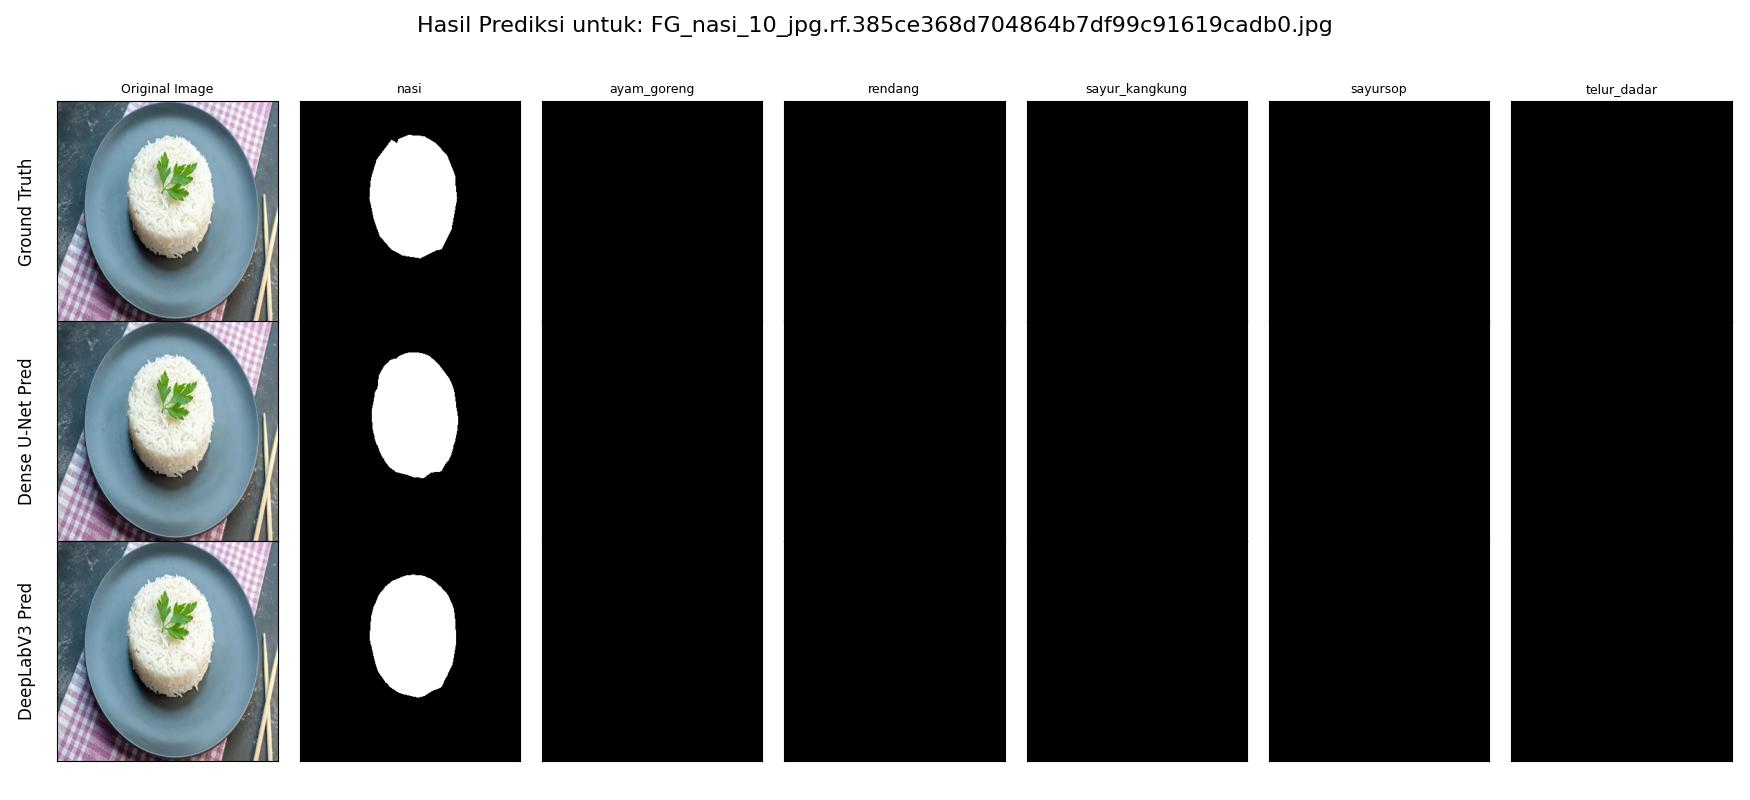 Hasil Prediksi untuk: FG_nasi_10_jpg.rf.385ce368d704864b7df99c91619cadb0.jpg
Original Image
nasi
ayam_goreng
rendang
sayur_kangkung
sayursop
telur_dadar
Ground Truth
Dense U-Net Pred
DeepLabV3 Pred